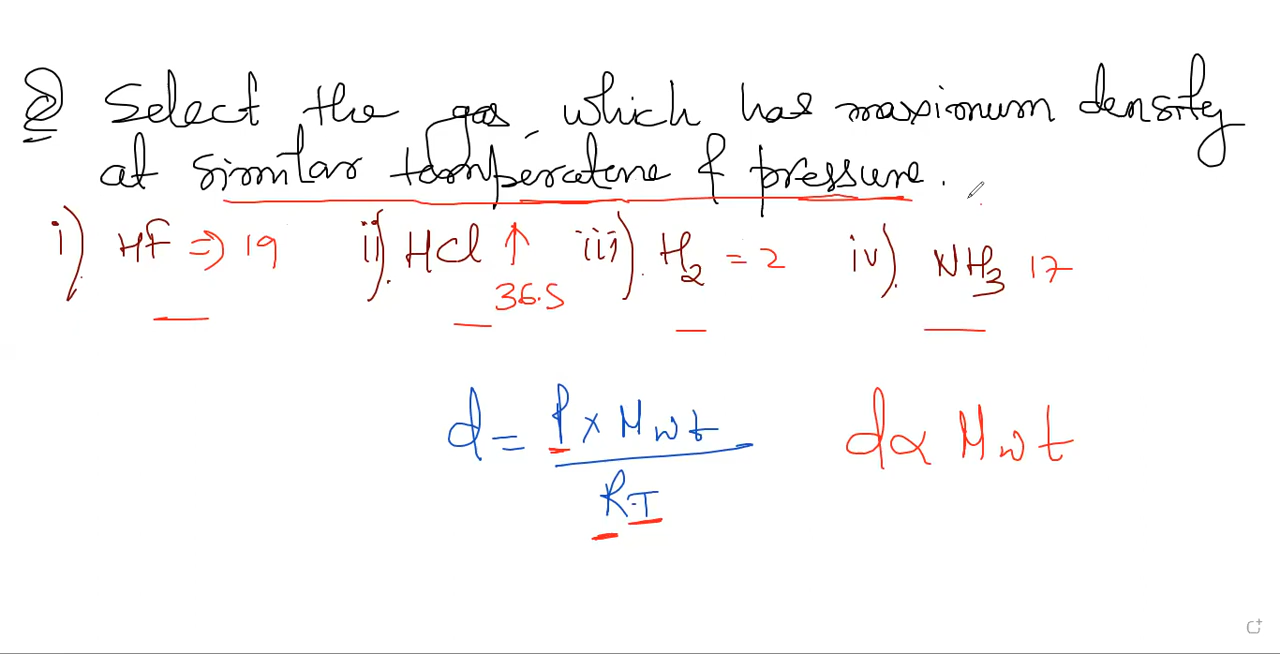 Q Select the gas, which has maximum density
at similar temperature & pressure.
i). HF ⇒ 19 ii). HCl ↑ 36.5 iii). H₂ = 2 iv). NH₃ 17
d = P x Mwt / R.T
d α Mwt